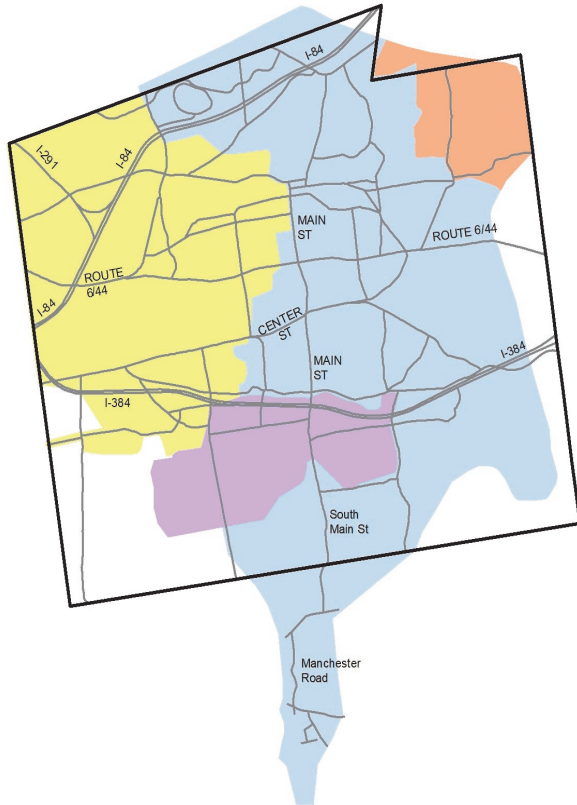 I-84
I-291
I-84
MAIN
ST
ROUTE 6/44
ROUTE
6/44
I-84
CENTER
ST
MAIN
ST
I-384
I-384
South
Main St
Manchester
Road